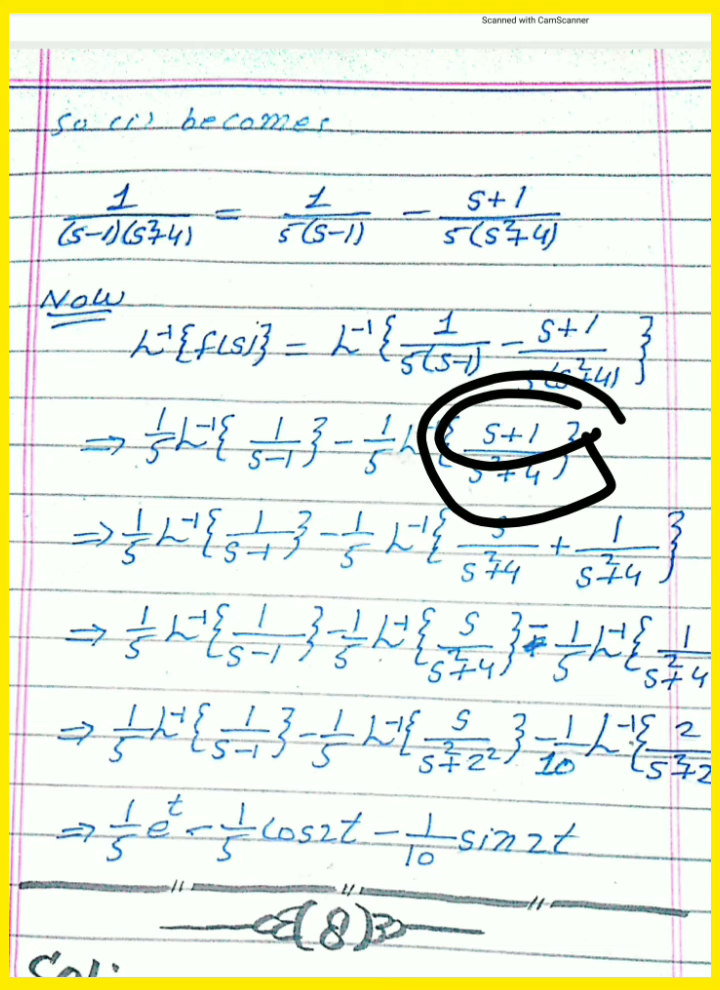 Scanned with CamScanner
So (i) becomes
1/((s-1)(s²+4)) = 1/(5(s-1)) - (s+1)/(5(s²+4))
Now
L⁻¹{f(s)} = L⁻¹{1/(5(s-1)) - (s+1)/(5(s²+4))}
⇒ 1/5 L⁻¹{1/(s-1)} - 1/5 L⁻¹{(s+1)/(s²+4)}
⇒ 1/5 L⁻¹{1/(s-1)} - 1/5 L⁻¹{s/(s²+4) + 1/(s²+4)}
⇒ 1/5 L⁻¹{1/(s-1)} - 1/5 L⁻¹{s/(s²+4)} - 1/5 L⁻¹{1/(s²+4
⇒ 1/5 L⁻¹{1/(s-1)} - 1/5 L⁻¹{s/(s²+2²)} - 1/10 L⁻¹{2/(s²+2
⇒ 1/5 eᵗ - 1/5 cos2t - 1/10 sin2t
(8)
Sol: